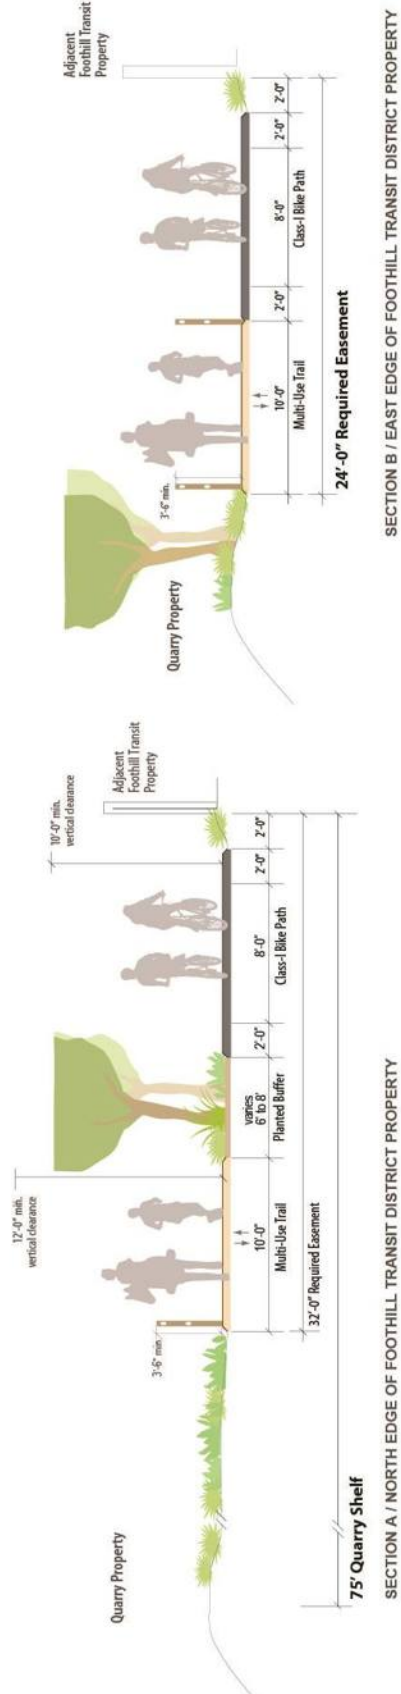 12'-0" min.
vertical clearance
10'-0" min.
vertical clearance
Quarry Property
Adjacent
Foothill Transit
Property
3'-6" min.
10'-0"
Multi-Use Trail
varies
6' to 8'
Planted Buffer
2'-0"
8'-0"
Class-I Bike Path
2'-0"
2'-0"
32'-0" Required Easement
75' Quarry Shelf
SECTION A / NORTH EDGE OF FOOTHILL TRANSIT DISTRICT PROPERTY
Adjacent
Foothill Transit
Property
Quarry Property
3'-6" min.
10'-0"
Multi-Use Trail
2'-0"
8'-0"
Class-I Bike Path
2'-0"
2'-0"
24'-0" Required Easement
SECTION B / EAST EDGE OF FOOTHILL TRANSIT DISTRICT PROPERTY